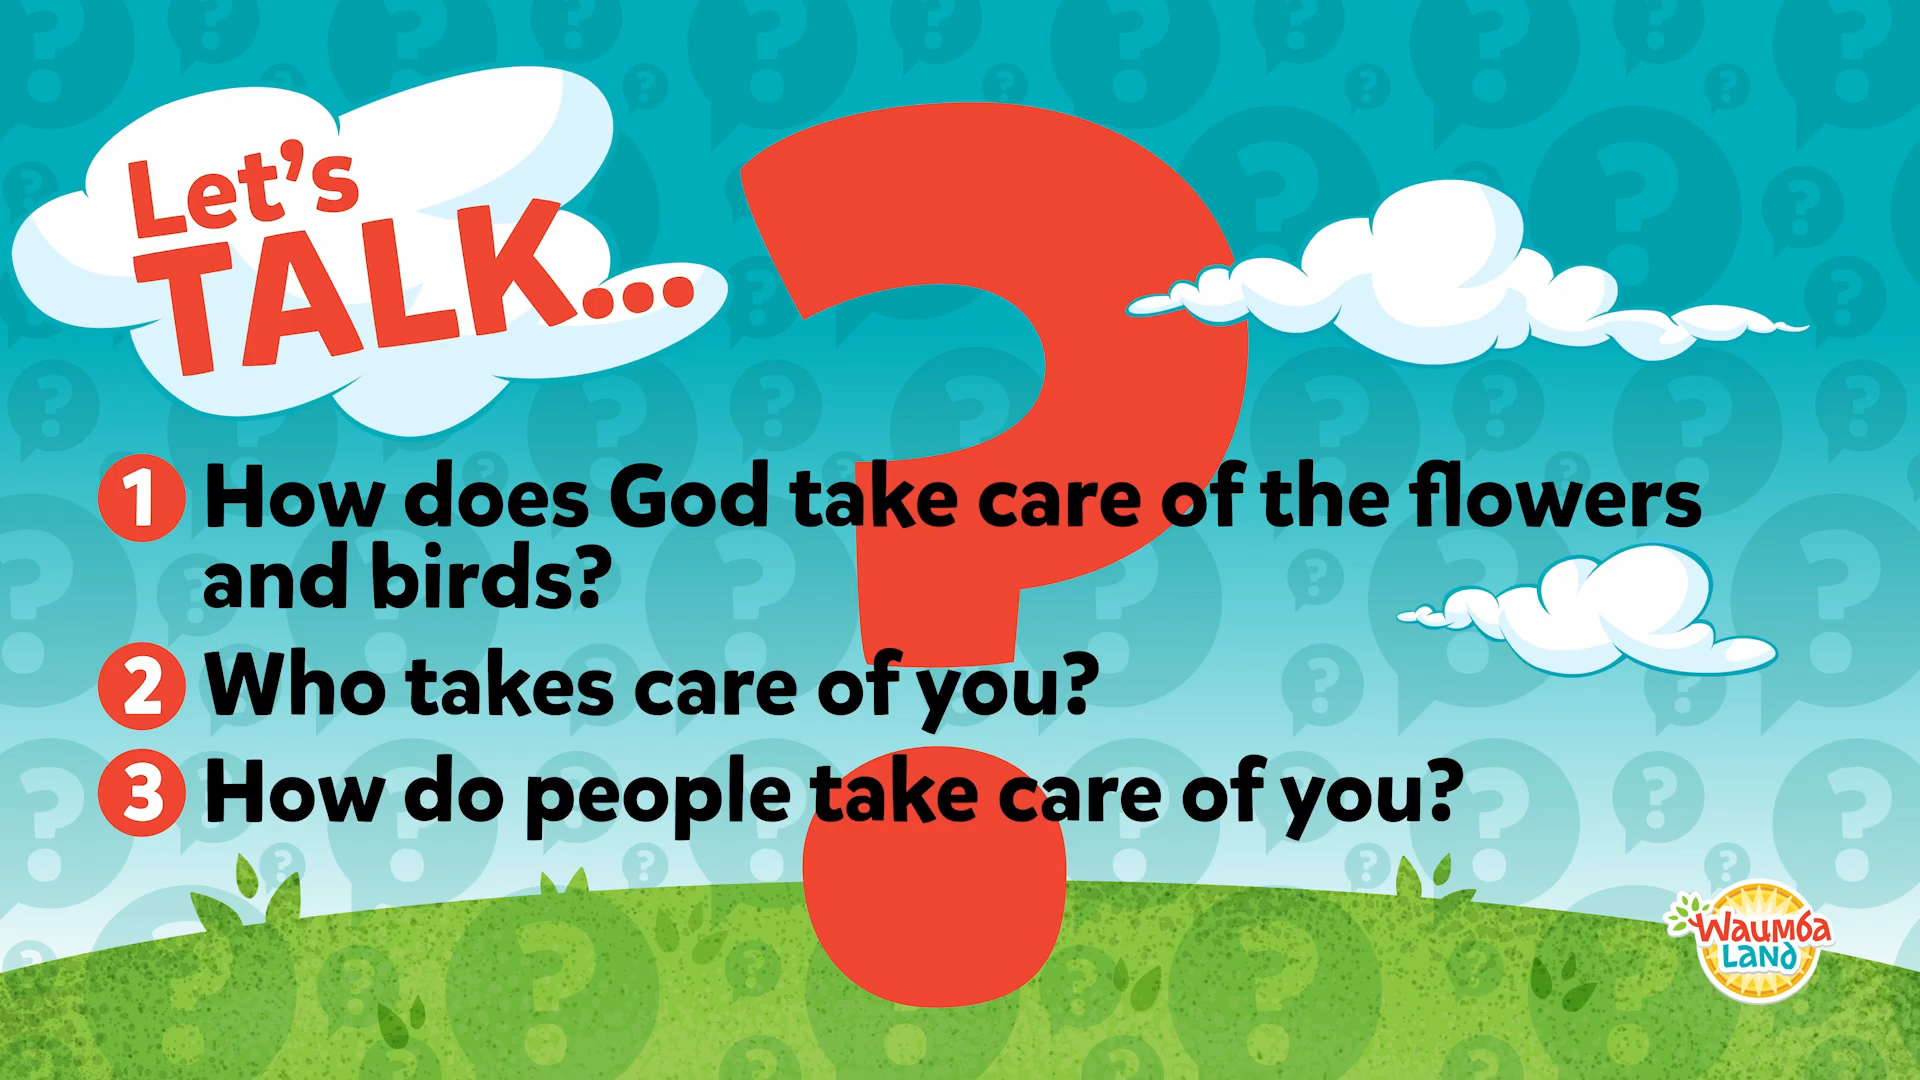 Let's
TALK...
1 How does God take care of the flowers
and birds?
2 Who takes care of you?
3 How do people take care of you?
Waumba
Land